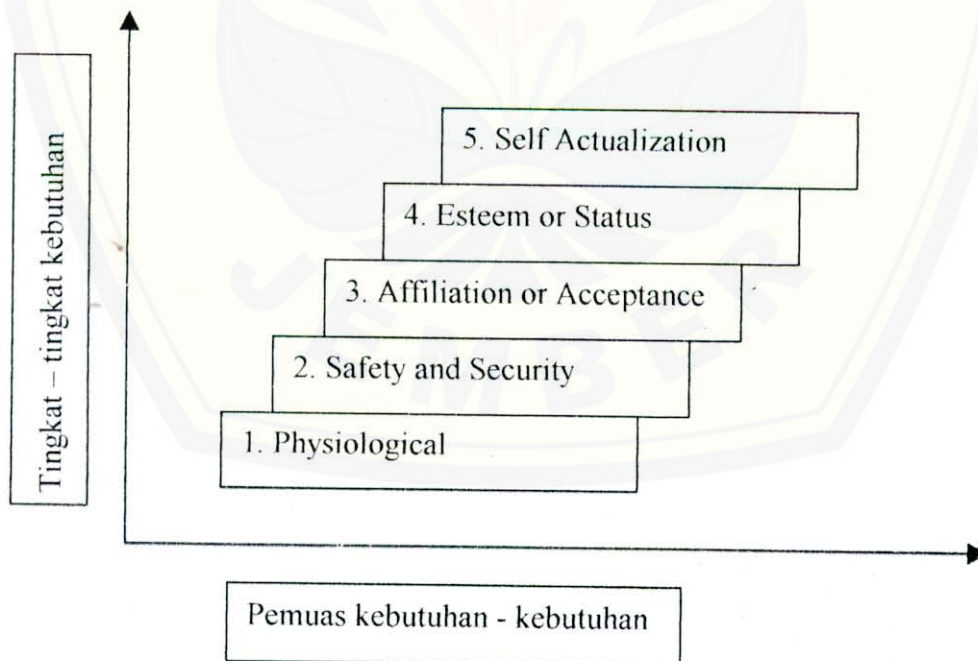 Tingkat – tingkat kebutuhan
5. Self Actualization
4. Esteem or Status
3. Affiliation or Acceptance
2. Safety and Security
1. Physiological
Pemuas kebutuhan - kebutuhan
JEMBER